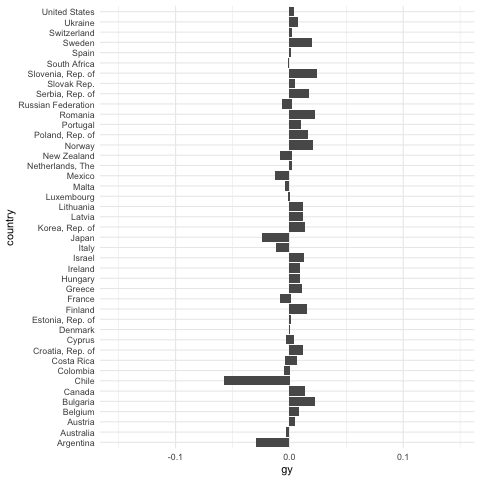 United States
Ukraine
Switzerland
Sweden
Spain
South Africa
Slovenia, Rep. of
Slovak Rep.
Serbia, Rep. of
Russian Federation
Romania
Portugal
Poland, Rep. of
Norway
New Zealand
Netherlands, The
Mexico
Malta
Luxembourg
Lithuania
Latvia
Korea, Rep. of
Japan
Italy
Israel
Ireland
Hungary
Greece
France
Finland
Estonia, Rep. of
Denmark
Cyprus
Croatia, Rep. of
Costa Rica
Colombia
Chile
Canada
Bulgaria
Belgium
Austria
Australia
Argentina
country
-0.1 0.0 0.1
gy